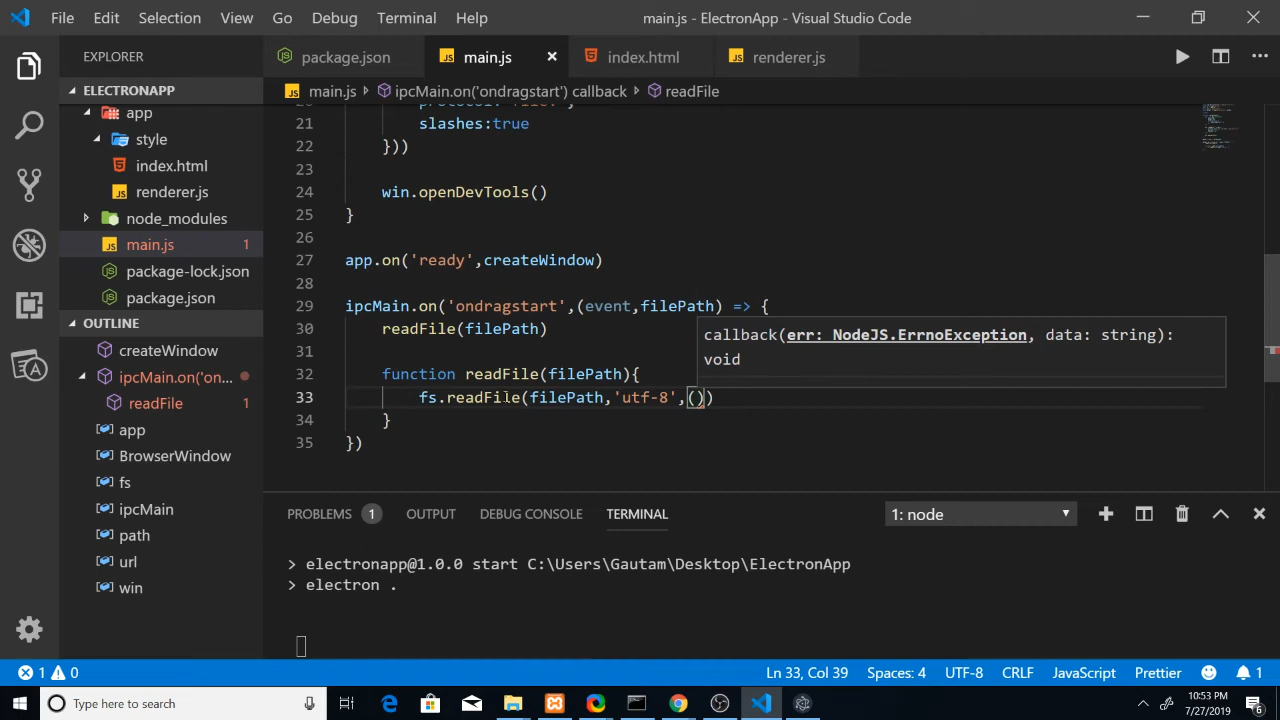 File Edit Selection View Go Debug Terminal Help main.js - ElectronApp - Visual Studio Code
EXPLORER
package.json main.js index.html renderer.js
ELECTRONAPP
main.js ipcMain.on('ondragstart') callback readFile
app
style
index.html
renderer.js
node_modules
main.js 1
package-lock.json
package.json
OUTLINE
createWindow
ipcMain.on('on...
readFile 1
app
BrowserWindow
fs
ipcMain
path
url
win
21 slashes:true
22 }))
23
24 win.openDevTools()
25 }
26
27 app.on('ready',createWindow)
28
29 ipcMain.on('ondragstart',(event,filePath) => {
30 readFile(filePath)
31
32 function readFile(filePath){
33 fs.readFile(filePath,'utf-8',())
34 }
35 })
callback(err: NodeJS.ErrnoException, data: string):
void
PROBLEMS 1 OUTPUT DEBUG CONSOLE TERMINAL 1: node
> electronapp@1.0.0 start C:\Users\Gautam\Desktop\ElectronApp
> electron .
1 0 Ln 33, Col 39 Spaces: 4 UTF-8 CRLF JavaScript Prettier 1
Type here to search
10:53 PM
7/27/2019
6